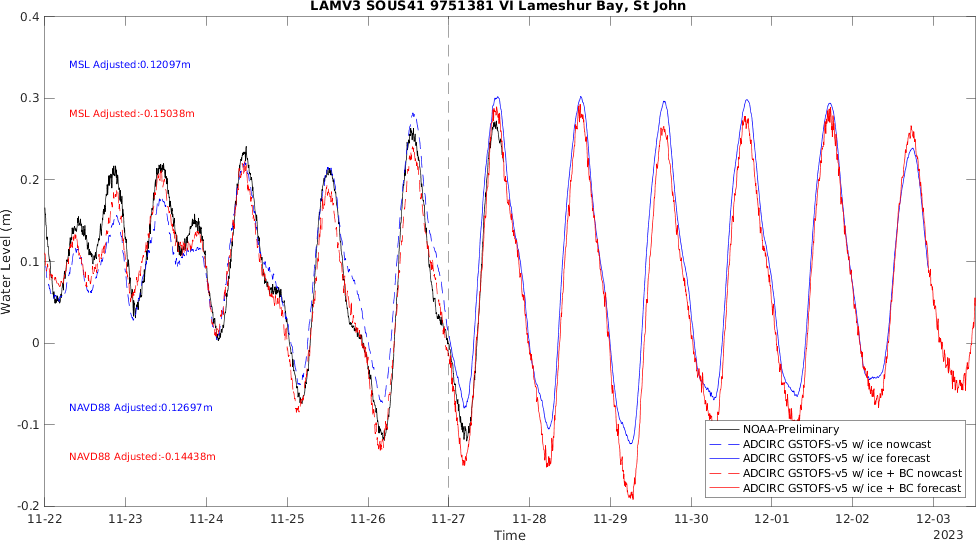 LAMV3 SOUS41 9751381 VI Lameshur Bay, St John
0.4
MSL Adjusted:0.12097m
0.3
MSL Adjusted:-0.15038m
0.2
Water Level (m)
0.1
0
NAVD88 Adjusted:0.12697m
-0.1
NAVD88 Adjusted:-0.14438m
-0.2
NOAA-Preliminary
ADCIRC GSTOFS-v5 w/ ice nowcast
ADCIRC GSTOFS-v5 w/ ice forecast
ADCIRC GSTOFS-v5 w/ ice + BC nowcast
ADCIRC GSTOFS-v5 w/ ice + BC forecast
11-22 11-23 11-24 11-25 11-26 11-27 11-28 11-29 11-30 12-01 12-02 12-03
Time
2023